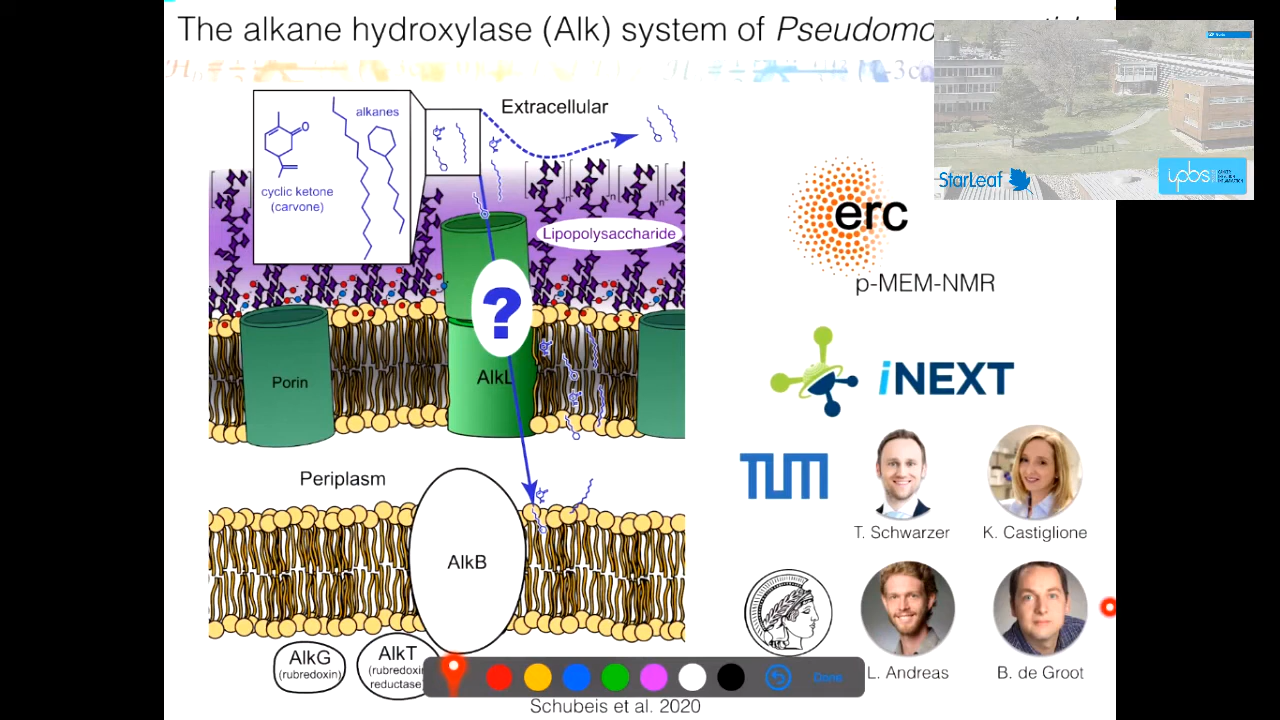 The alkane hydroxylase (Alk) system of Pseudomo
Extracellular
alkanes
cyclic ketone
(carvone)
Lipopolysaccharide
?
Porin
AlkL
Periplasm
AlkB
AlkG
(rubredoxin)
AlkT
(rubredoxin
reductase)
Schubeis et al. 2020
StarLeaf
ipbs
erc
p-MEM-NMR
iNEXT
TUM
T. Schwarzer
K. Castiglione
L. Andreas
B. de Groot
Done